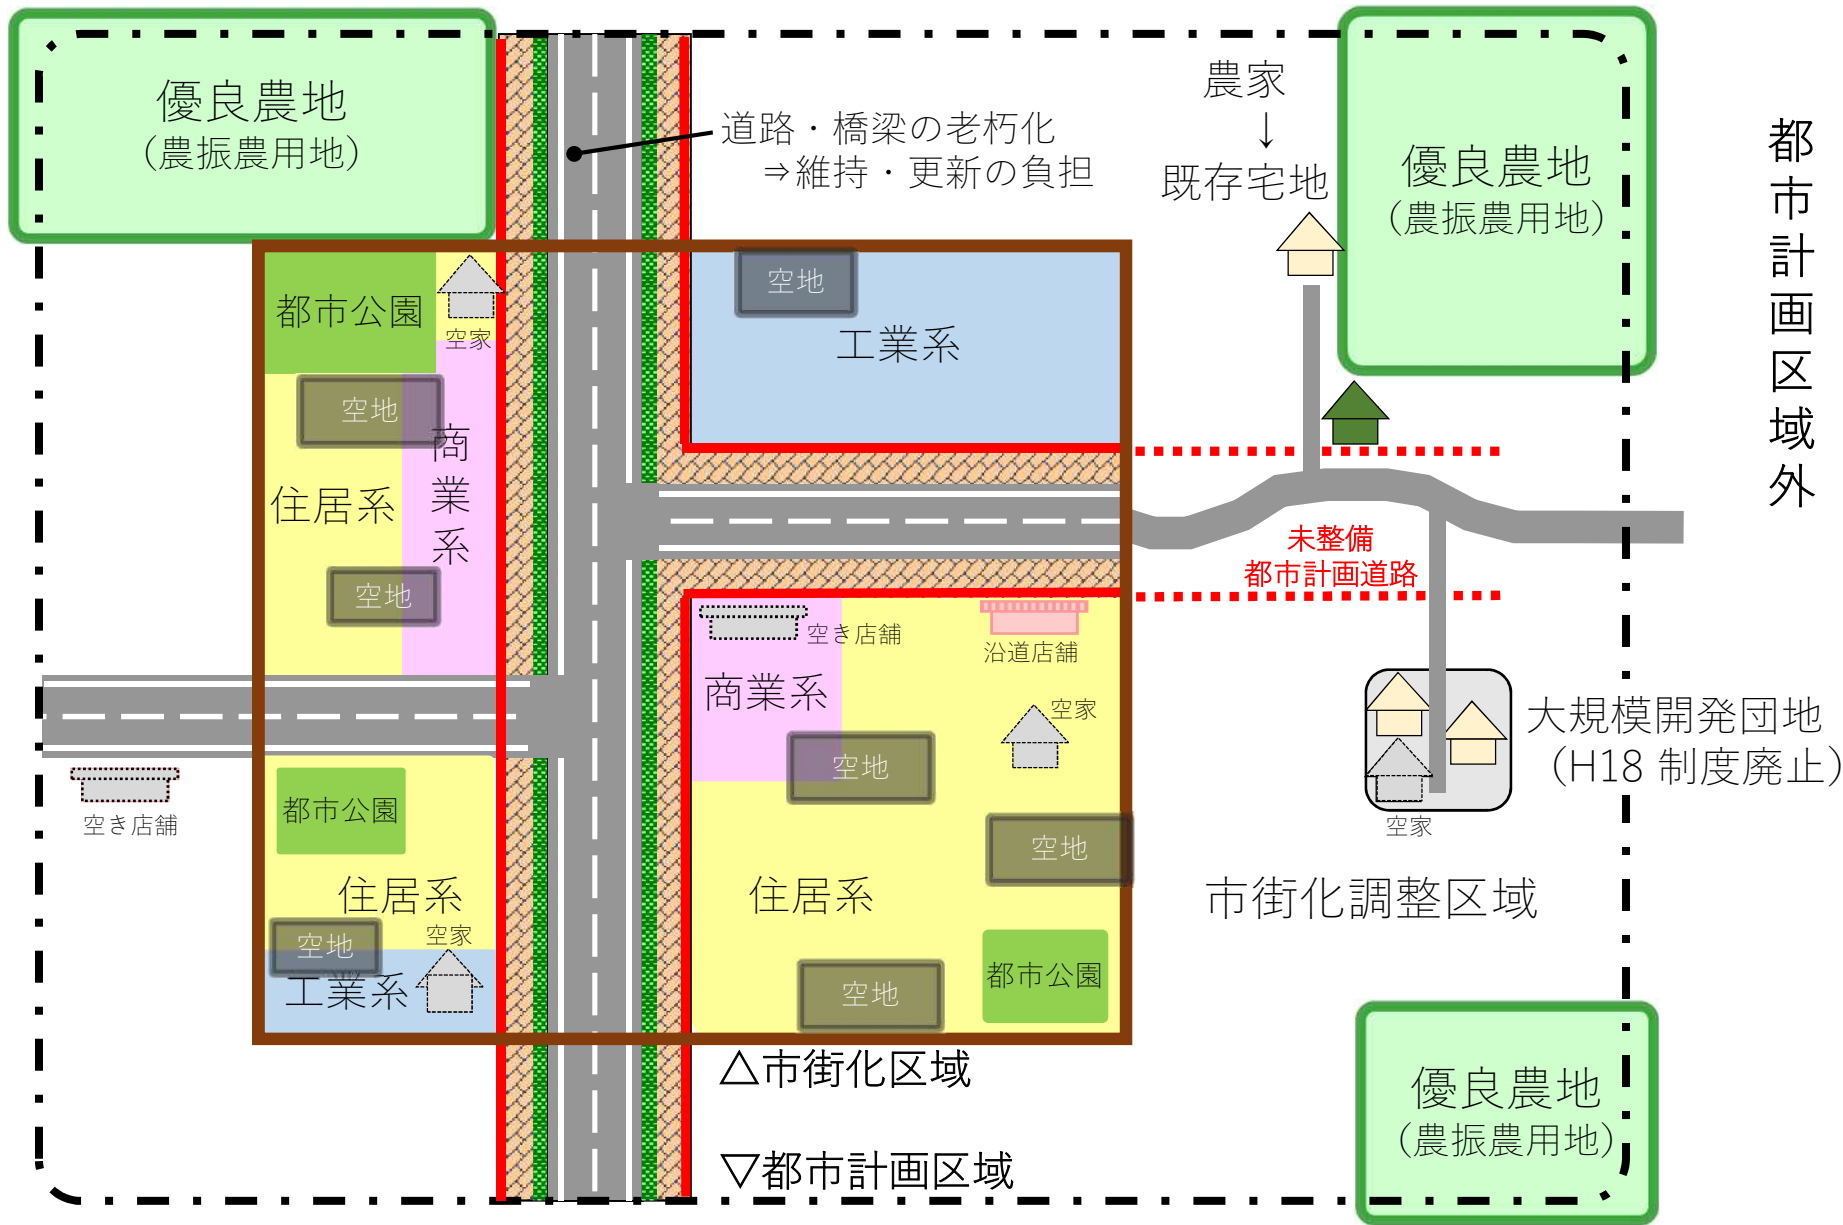 優良農地
（農振農用地）
道路・橋梁の老朽化
⇒維持・更新の負担
農家
↓
既存宅地
優良農地
（農振農用地）
都市計画区域外
都市公園
空家
空地
工業系
空地
商業系
住居系
空地
未整備
都市計画道路
空き店舗
沿道店舗
商業系
空家
空地
大規模開発団地
（H18 制度廃止）
空家
空き店舗
都市公園
住居系
空家
空地
工業系
空地
住居系
空地
都市公園
市街化調整区域
△市街化区域
▽都市計画区域
優良農地
（農振農用地）